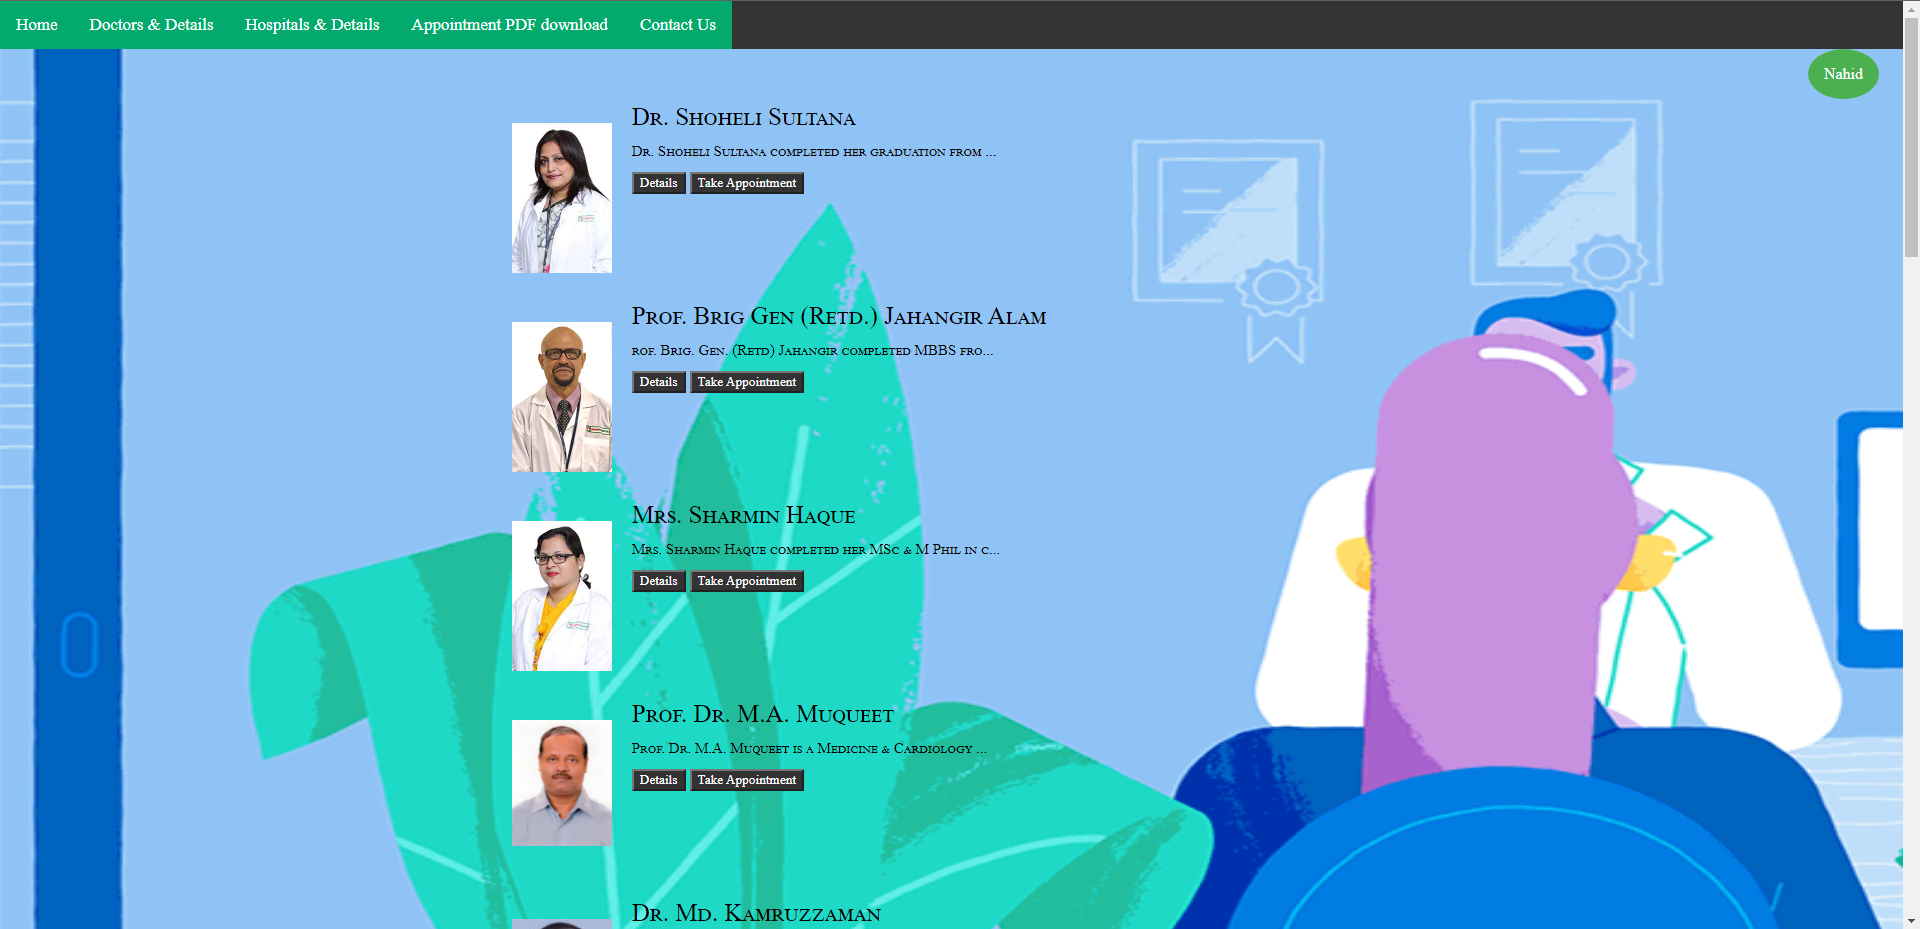 Home Doctors & Details Hospitals & Details Appointment PDF download Contact Us
Nahid
Dr. Shoheli Sultana
Dr. Shoheli Sultana completed her graduation from ...
Details Take Appointment
Prof. Brig Gen (Retd.) Jahangir Alam
rof. Brig. Gen. (Retd) Jahangir completed MBBS fro...
Details Take Appointment
Mrs. Sharmin Haque
Mrs. Sharmin Haque completed her MSc & M Phil in c...
Details Take Appointment
Prof. Dr. M.A. Muqueet
Prof. Dr. M.A. Muqueet is a Medicine & Cardiology ...
Details Take Appointment
Dr. Md. Kamruzzaman